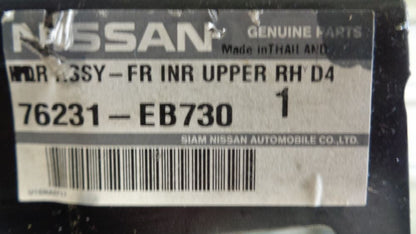 NISSAN GENUINE PARTS
Made in THAILAND
ASSY-FR INR UPPER RH D4
76231-EB730 1
SIAM NISSAN AUTOMOBILE CO.,LTD.